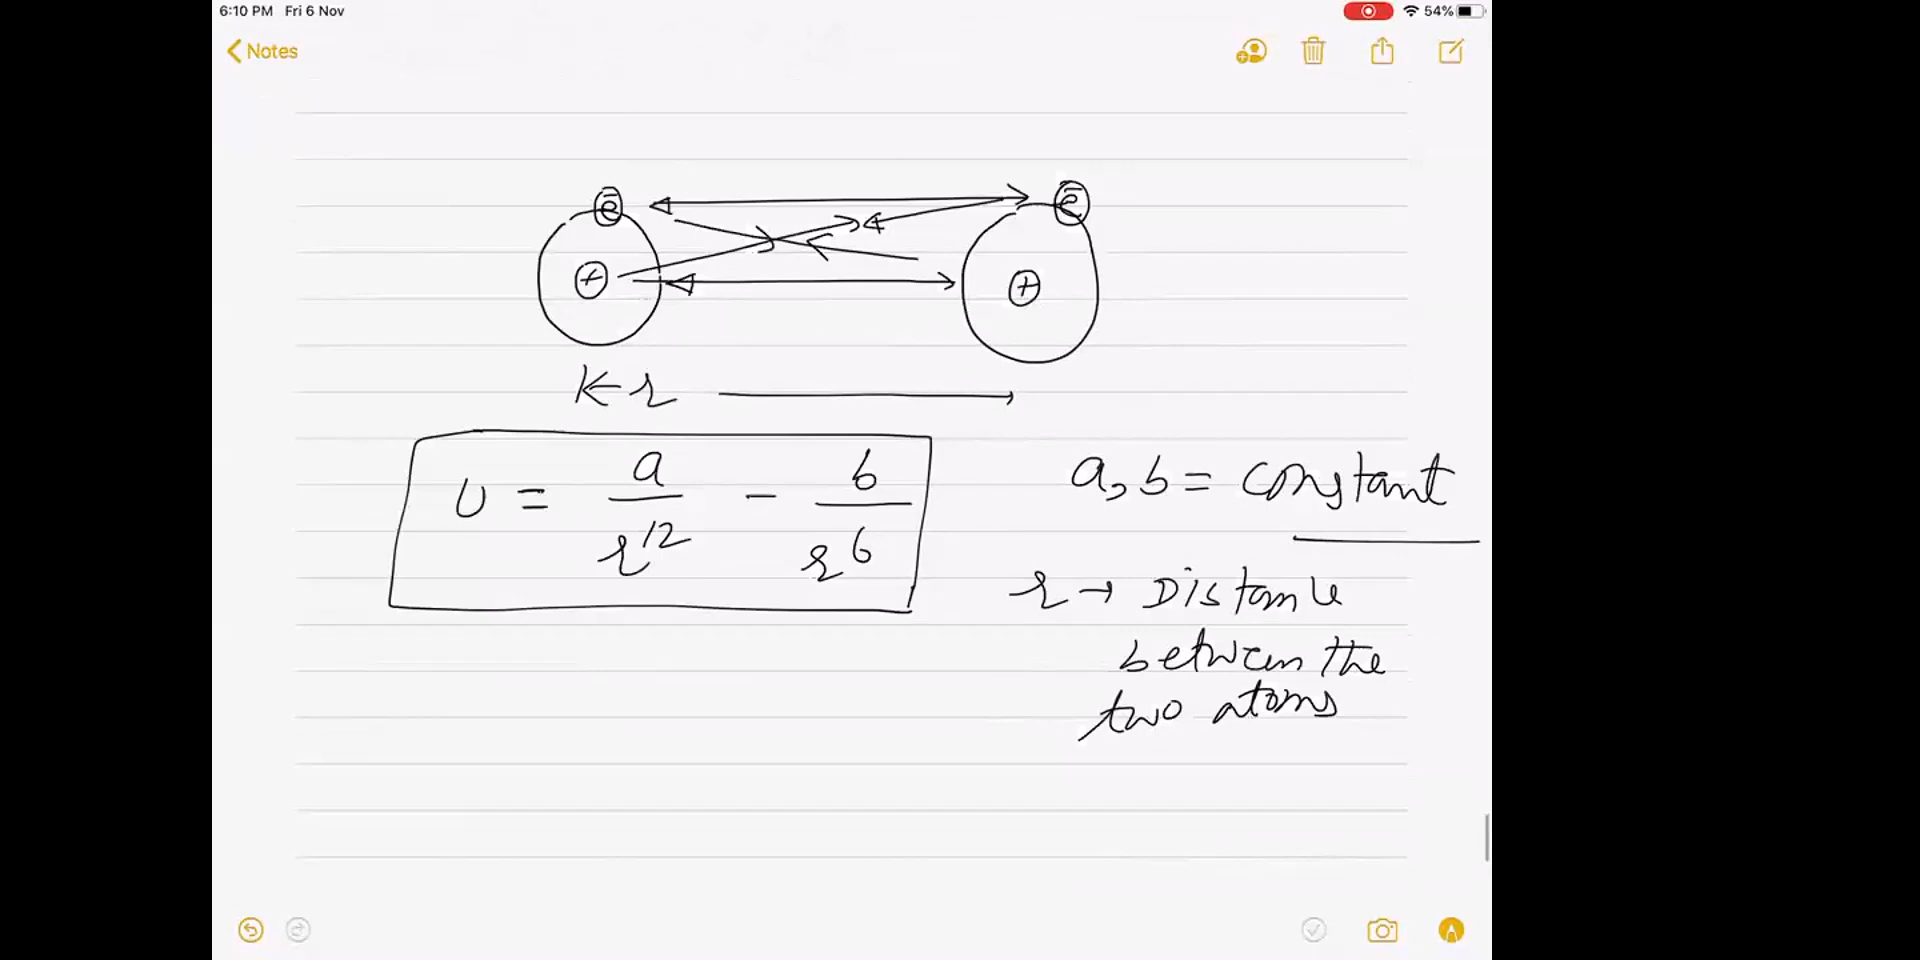 6:10 PM Fri 6 Nov 54%
Notes
ē ē
+ +
r
U = a/r^12 - b/r^6
a, b = constant
r → Distance
between the
two atoms